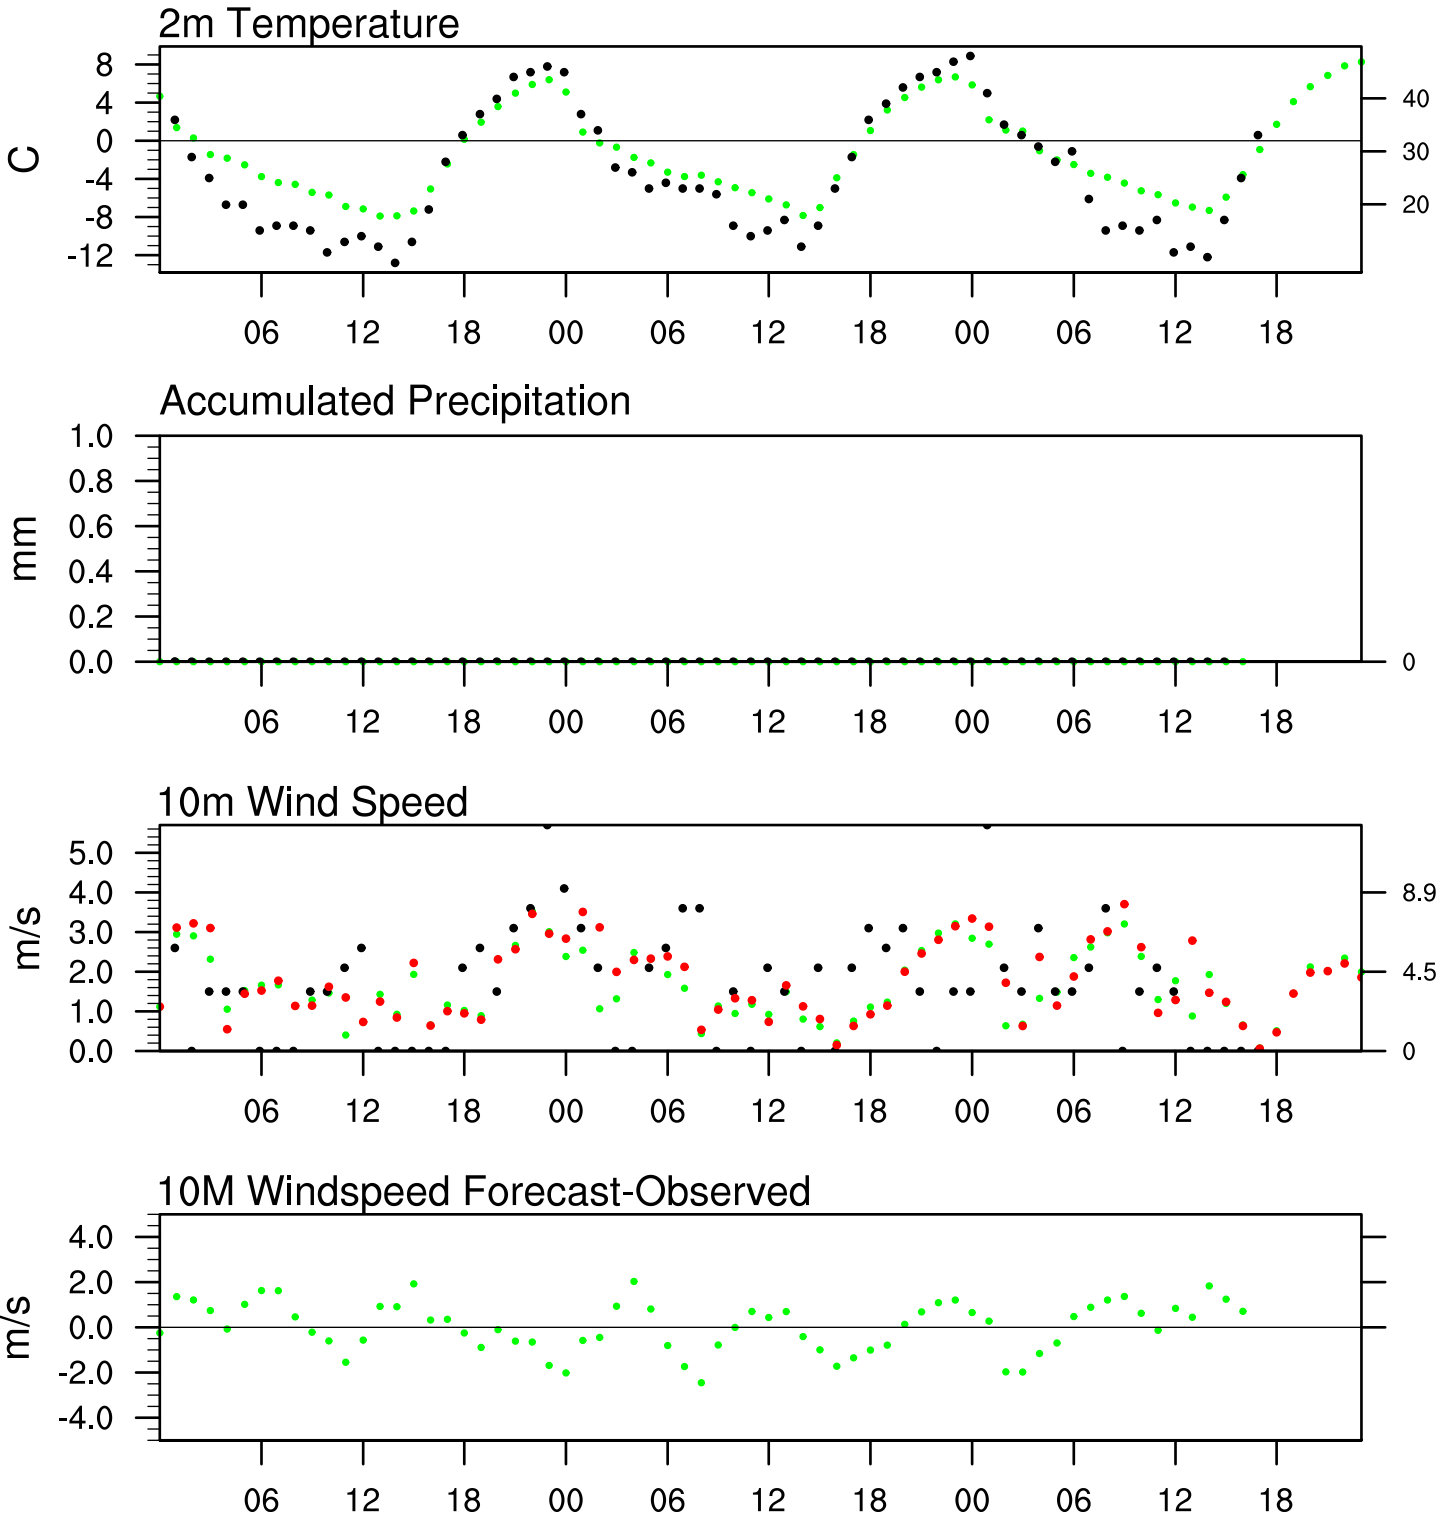 2m Temperature
8
4
0
-4
-8
-12
C
40
30
20
06 12 18 00 06 12 18 00 06 12 18
Accumulated Precipitation
1.0
0.8
0.6
0.4
0.2
0.0
mm
0
06 12 18 00 06 12 18 00 06 12 18
10m Wind Speed
5.0
4.0
3.0
2.0
1.0
0.0
m/s
8.9
4.5
0
06 12 18 00 06 12 18 00 06 12 18
10M Windspeed Forecast-Observed
4.0
2.0
0.0
-2.0
-4.0
m/s
06 12 18 00 06 12 18 00 06 12 18